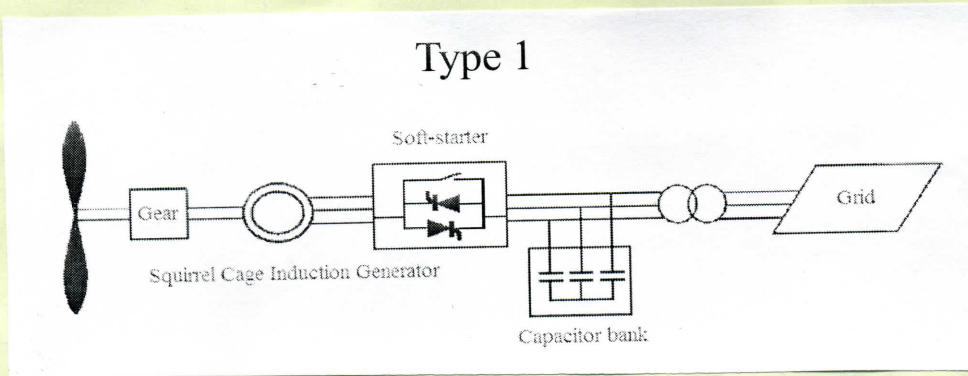 Type 1
Soft-starter
Gear
Grid
Squirrel Cage Induction Generator
Capacitor bank